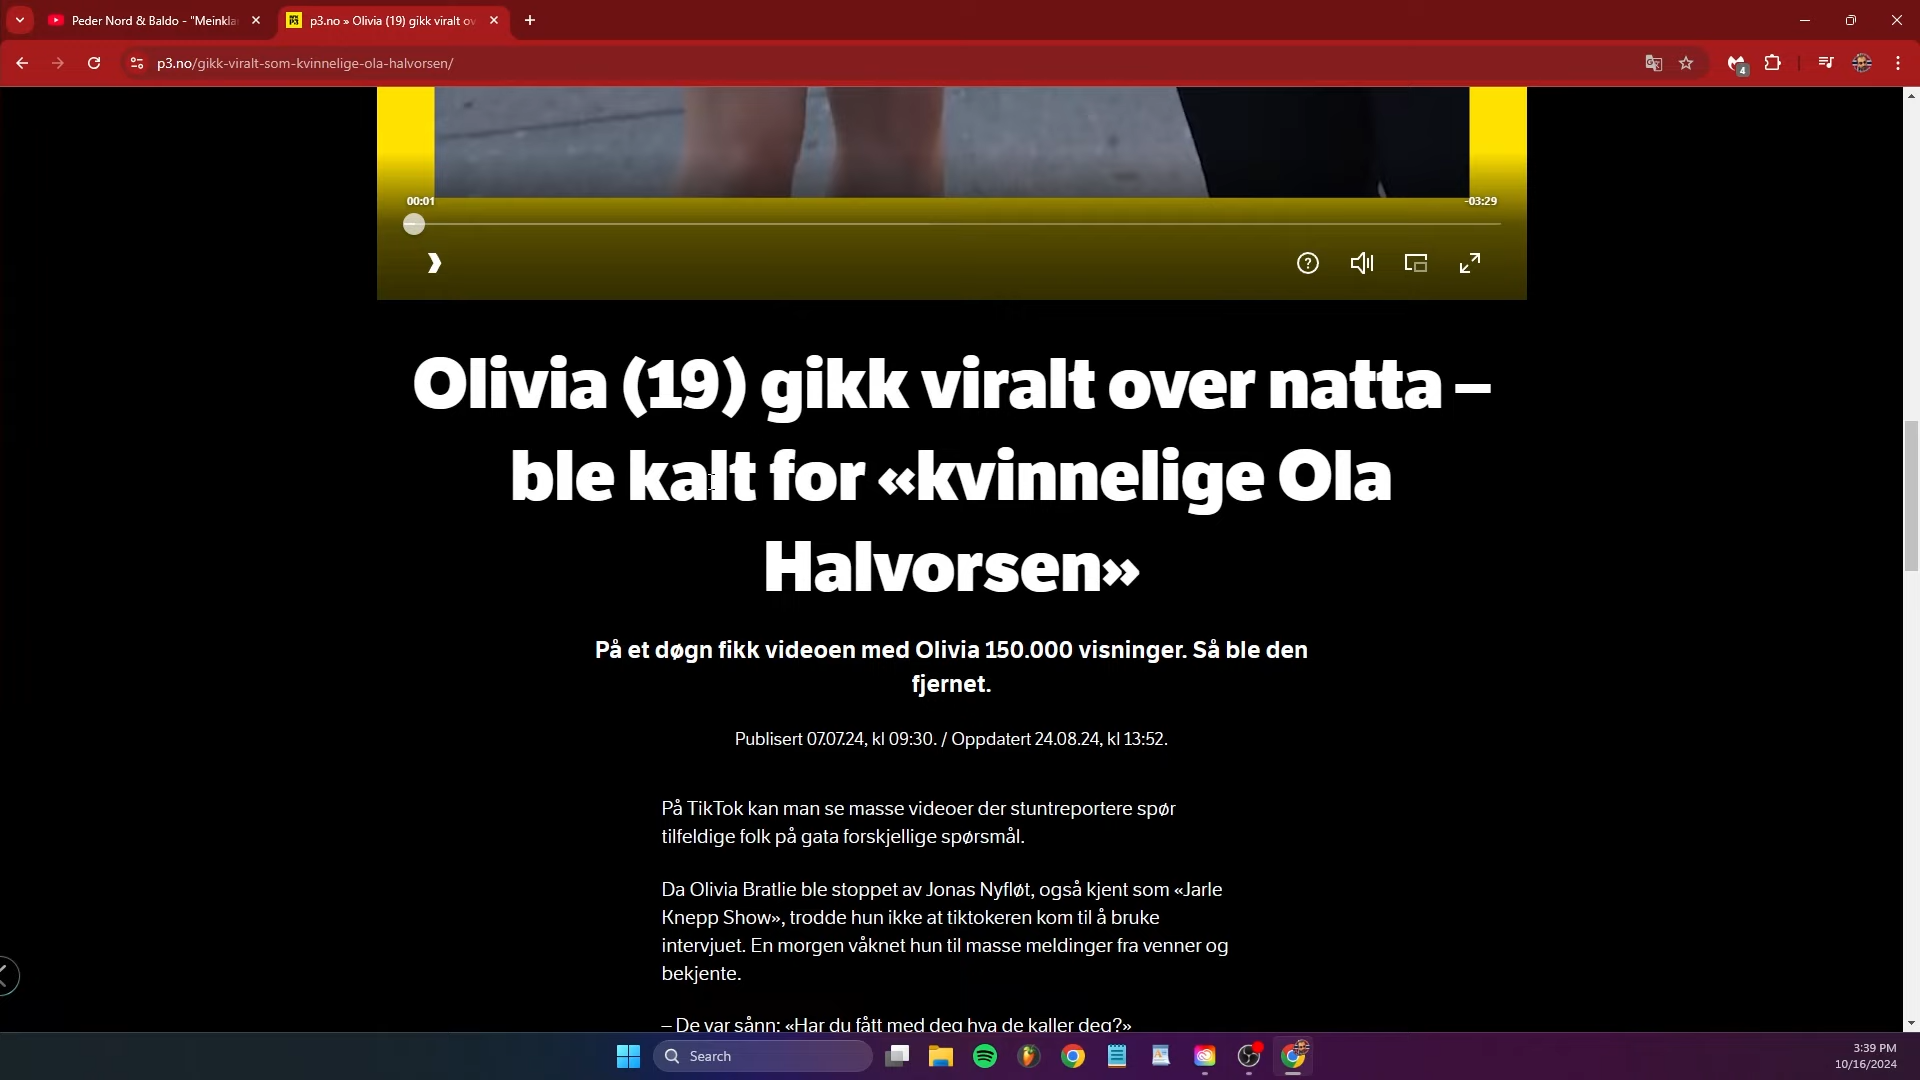 Peder Nord & Baldo - "Meinkla
p3.no » Olivia (19) gikk viralt ov
p3.no/gikk-viralt-som-kvinnelige-ola-halvorsen/
4
00:01
-03:29
Olivia (19) gikk viralt over natta –
ble kalt for «kvinnelige Ola
Halvorsen»
På et døgn fikk videoen med Olivia 150.000 visninger. Så ble den
fjernet.
Publisert 07.07.24, kl 09:30. / Oppdatert 24.08.24, kl 13:52.
På TikTok kan man se masse videoer der stuntreportere spør
tilfeldige folk på gata forskjellige spørsmål.
Da Olivia Bratlie ble stoppet av Jonas Nyfløt, også kjent som «Jarle
Knepp Show», trodde hun ikke at tiktokeren kom til å bruke
intervjuet. En morgen våknet hun til masse meldinger fra venner og
bekjente.
– De var sånn: «Har du fått med deg hva de kaller deg?»
Search
3:39 PM
10/16/2024